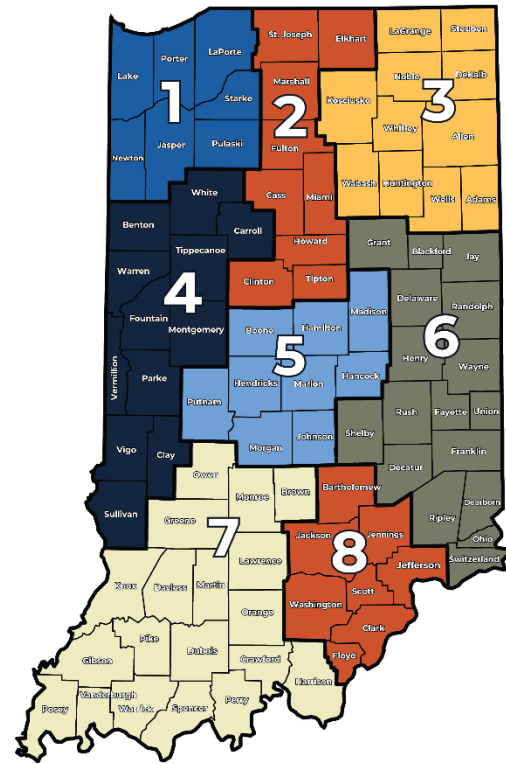 St. Joseph
Elkhart
LaGrange
Steuben
LaPorte
Porter
Lake
Noble
DeKalb
Marshall
1
2
3
Starke
Kosciusko
Whitley
Allen
Newton
Jasper
Pulaski
Fulton
Wabash
Huntington
Wells
Adams
White
Cass
Miami
Benton
Carroll
Grant
Blackford
Jay
Tippecanoe
Howard
Warren
Clinton
Tipton
4
Delaware
Randolph
Fountain
Montgomery
Boone
Hamilton
Madison
5
6
Henry
Wayne
Vermillion
Parke
Hendricks
Marion
Hancock
Putnam
Rush
Fayette
Union
Shelby
Vigo
Clay
Morgan
Johnson
Franklin
Decatur
Owen
Sullivan
Monroe
Brown
Bartholomew
Dearborn
Greene
7
Ripley
Jackson
8
Jennings
Ohio
Switzerland
Lawrence
Jefferson
Knox
Daviess
Martin
Scott
Washington
Orange
Clark
Pike
Dubois
Gibson
Crawford
Floyd
Harrison
Posey
Vanderburgh
Warrick
Spencer
Perry